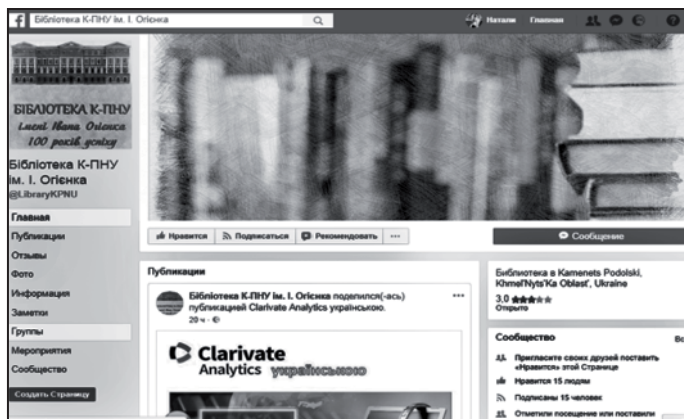 Бібліотека К-ПНУ ім. І. Огієнка
Натали Главная
БІБЛІОТЕКА К-ПНУ
імені Івана Огієнка
100 років успіху
Бібліотека К-ПНУ
ім. І. Огієнка
@LibraryKPNU
Главная
Публикации
Отзывы
Фото
Информация
Заметки
Группы
Мероприятия
Сообщество
Создать Страницу
Нравится Подписаться Рекомендовать ...
Сообщение
Публикации
Бібліотека К-ПНУ ім. І. Огієнка поделился(-ась)
публикацией Clarivate Analytics українською.
20 ч ·
Clarivate
Analytics українською
Библиотека в Kamenets Podolski,
Khmel'Nyts'Ka Oblast', Ukraine
3,0
Открыто
Сообщество
Пригласите своих друзей поставить
«Нравится» этой Странице
Нравится 15 людям
Подписаны 15 человек
Отметили посещение или поставили